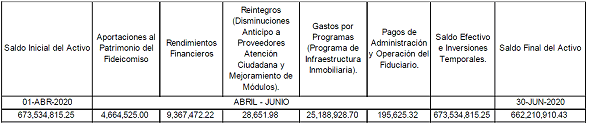 Saldo Inicial del Activo
Aportaciones al
Patrimonio del
Fideicomiso
Rendimientos
Financieros
Reintegros
(Disminuciones
Anticipo a
Proveedores
Atención
Ciudadana y
Mejoramiento de
Módulos).
Gastos por
Programas
(Programa de
Infraestructura
Inmobiliaria).
Pagos de
Administración
y Operación del
Fiduciario.
Saldo Efectivo
e Inversiones
Temporales.
Saldo Final del Activo
01-ABR-2020 ABRIL - JUNIO 30-JUN-2020
673,534,815.25 4,664,525.00 9,367,472.22 28,651.98 25,188,928.70 195,625.32 673,534,815.25 662,210,910.43